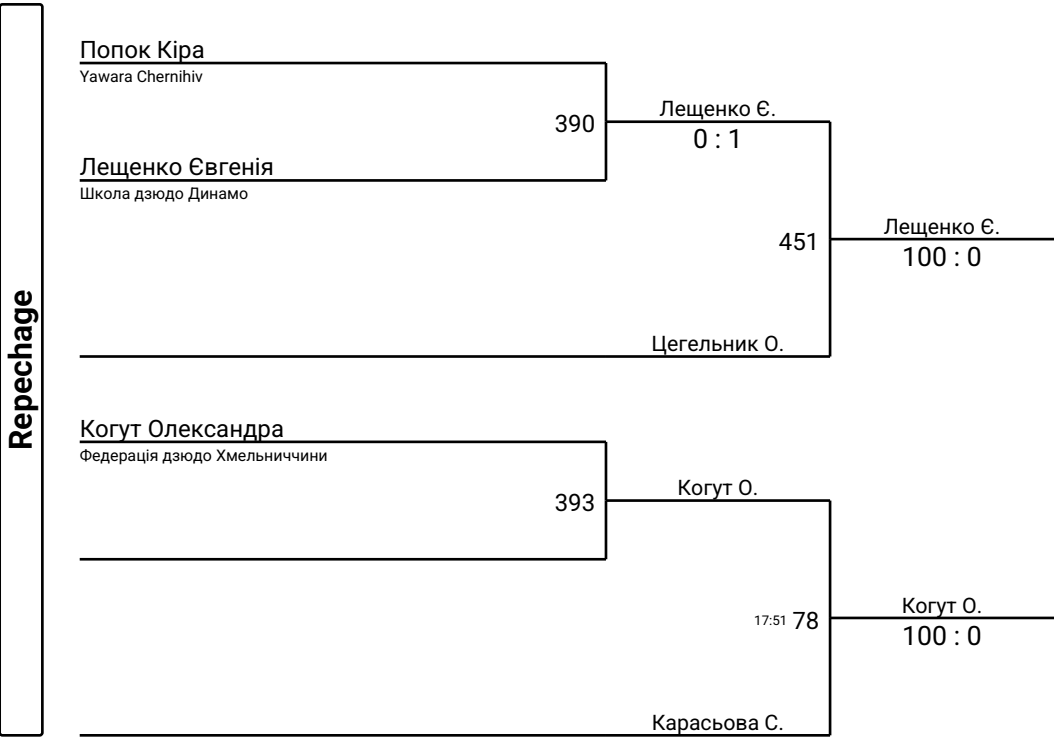 Repechage
Попок Кіра
Yawara Chernihiv
390
Лещенко Є.
0 : 1
Лещенко Євгенія
Школа дзюдо Динамо
451
Лещенко Є.
100 : 0
Цегельник О.
Когут Олександра
Федерація дзюдо Хмельниччини
393
Когут О.
17:51 78
Когут О.
100 : 0
Карасьова С.